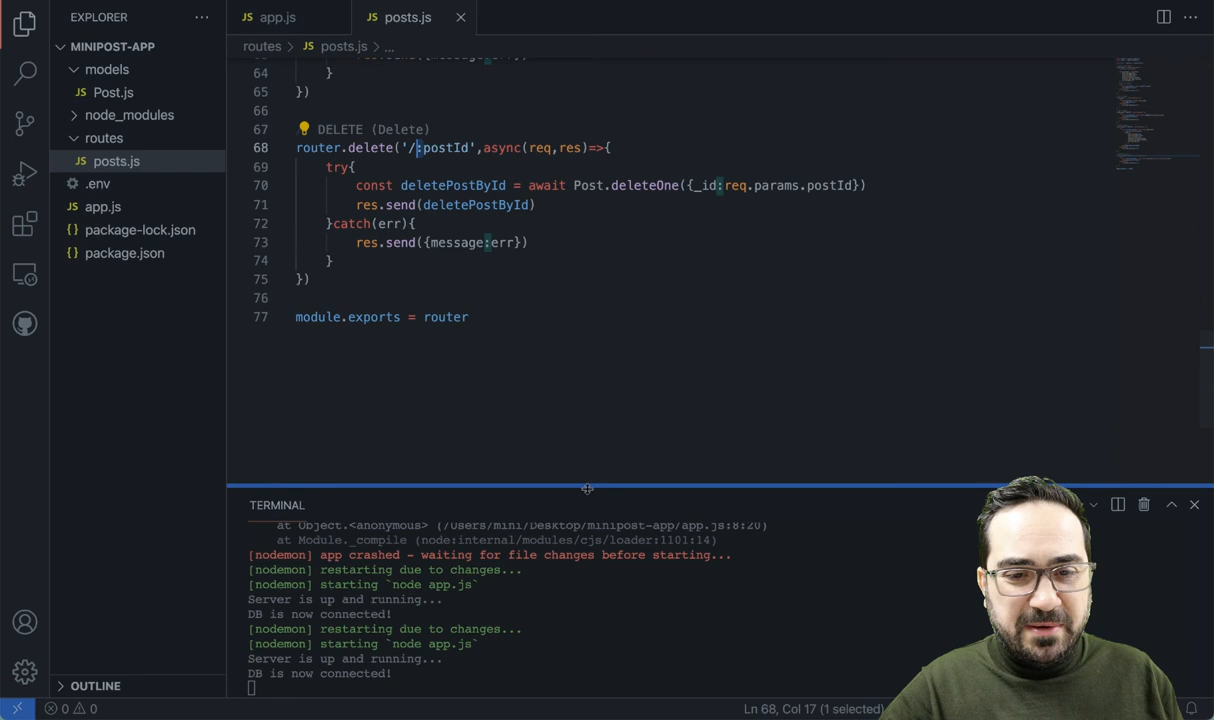 EXPLORER
MINIPOST-APP
models
JS Post.js
node_modules
routes
JS posts.js
.env
JS app.js
{} package-lock.json
{} package.json
OUTLINE
JS app.js
JS posts.js
routes > JS posts.js > ...
64 }
65 })
66
67 DELETE (Delete)
68 router.delete('/:postId',async(req,res)=>{
69 try{
70 const deletePostById = await Post.deleteOne({_id:req.params.postId})
71 res.send(deletePostById)
72 }catch(err){
73 res.send({message:err})
74 }
75 })
76
77 module.exports = router
TERMINAL
at Object.<anonymous> (/Users/mini/Desktop/minipost-app/app.js:8:20)
at Module._compile (node:internal/modules/cjs/loader:1101:14)
[nodemon] app crashed - waiting for file changes before starting...
[nodemon] restarting due to changes...
[nodemon] starting `node app.js`
Server is up and running...
DB is now connected!
[nodemon] restarting due to changes...
[nodemon] starting `node app.js`
Server is up and running...
DB is now connected!
0 0
Ln 68, Col 17 (1 selected)